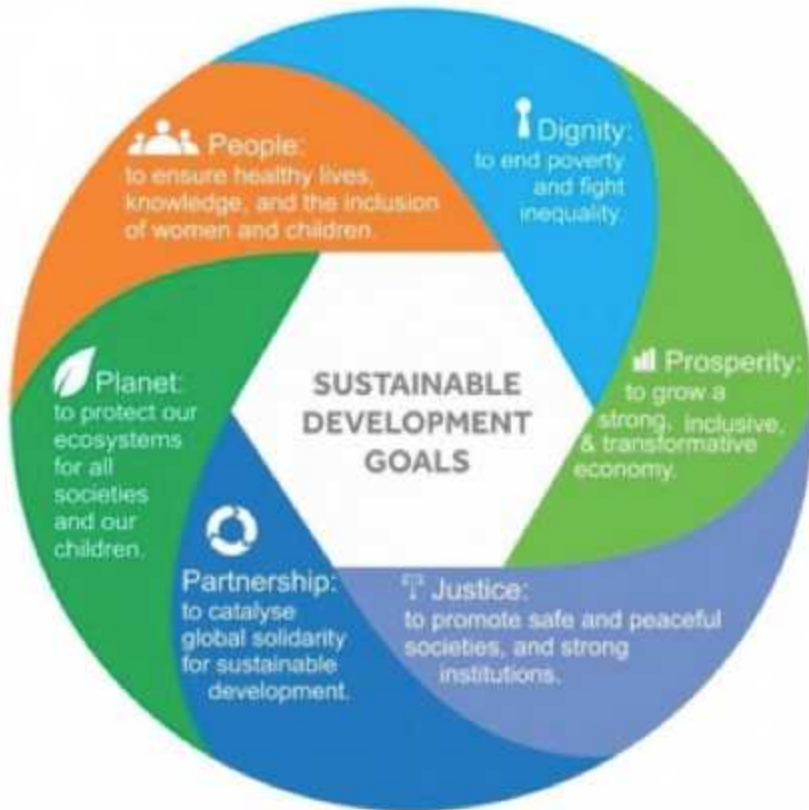 People:
to ensure healthy lives,
knowledge, and the inclusion
of women and children.
Dignity:
to end poverty
and fight
inequality.
Prosperity:
to grow a
strong, inclusive,
& transformative
economy.
Justice:
to promote safe and peaceful
societies, and strong
institutions.
Partnership:
to catalyse
global solidarity
for sustainable
development.
Planet:
to protect our
ecosystems
for all
societies
and our
children.
SUSTAINABLE
DEVELOPMENT
GOALS